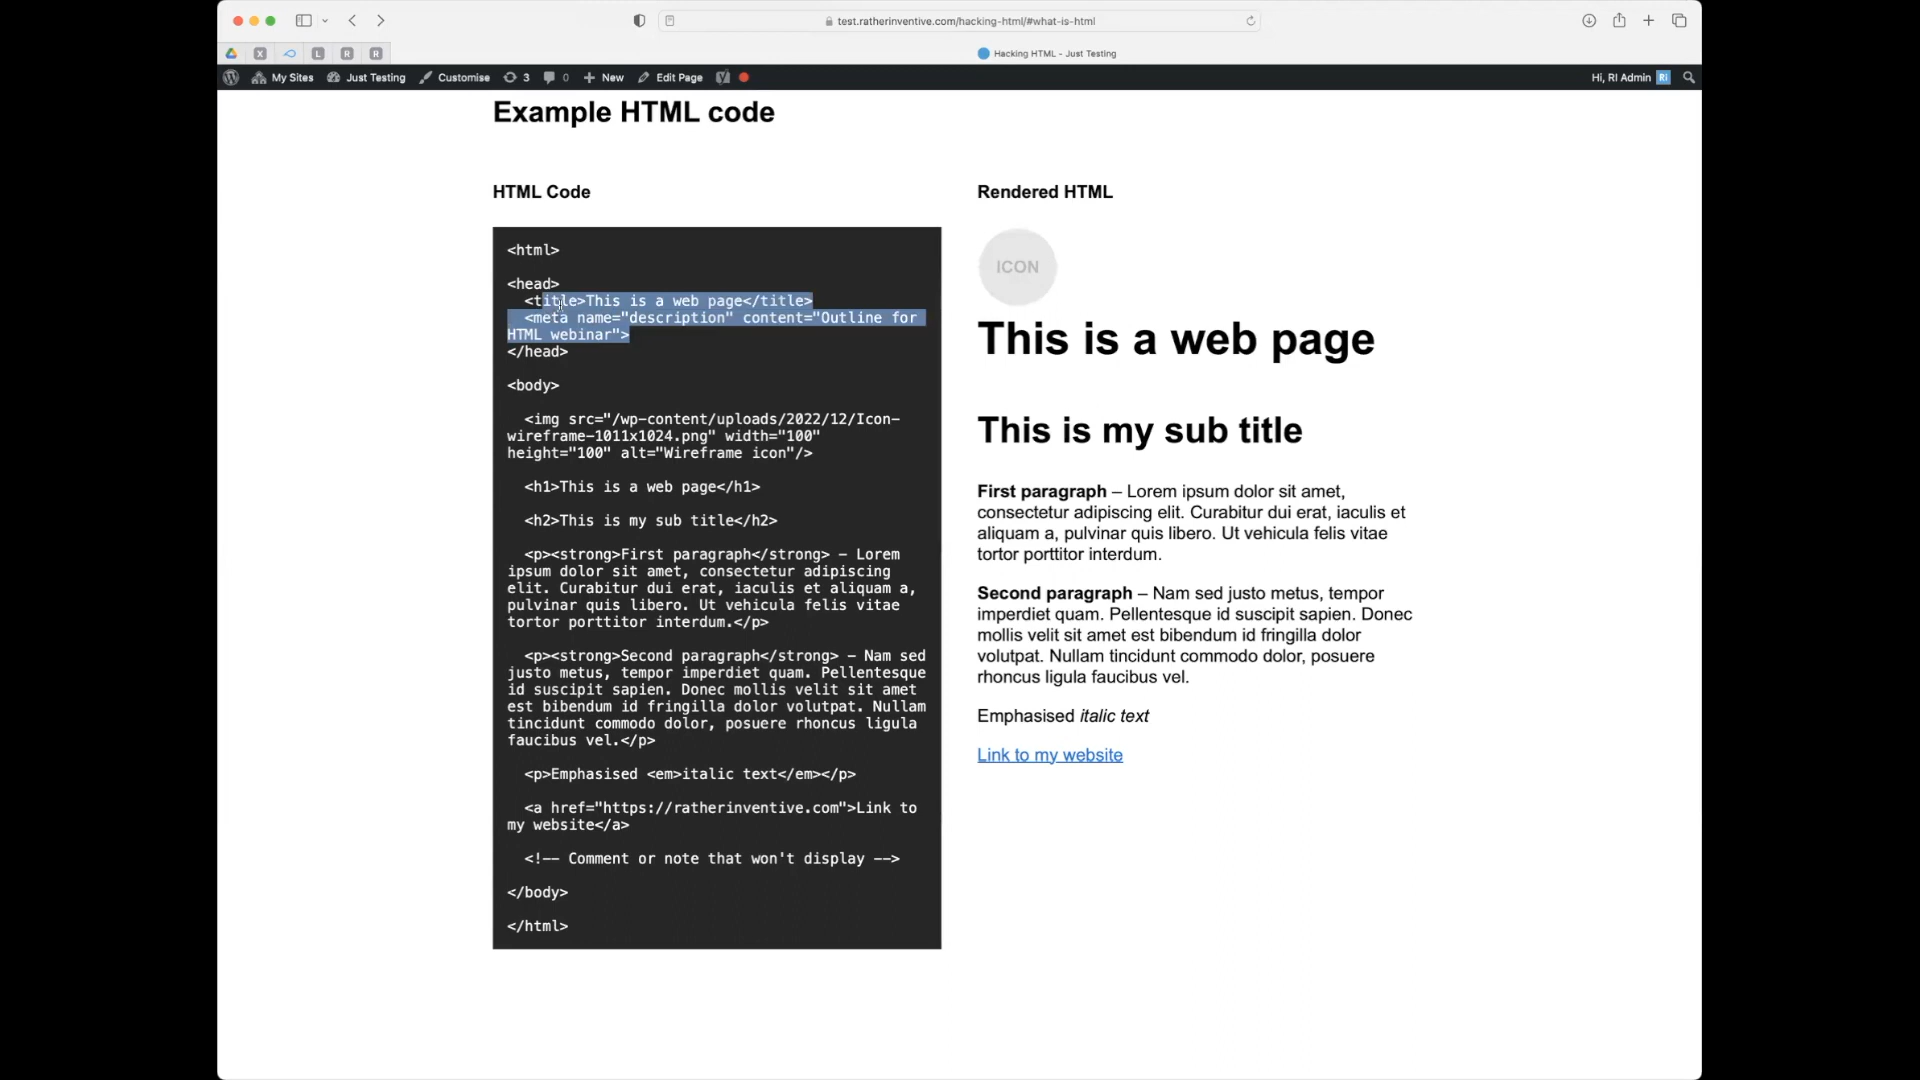 test.ratherinventive.com/hacking-html/#what-is-html
X
L
R
R
Hacking HTML - Just Testing
My Sites
Just Testing
Customise
3
0
New
Edit Page
Hi, RI Admin
RI
Example HTML code
HTML Code
<html>
<head>
<title>This is a web page</title>
<meta name="description" content="Outline for
HTML webinar">
</head>
<body>
<img src="/wp-content/uploads/2022/12/Icon-
wireframe-1011x1024.png" width="100"
height="100" alt="Wireframe icon"/>
<h1>This is a web page</h1>
<h2>This is my sub title</h2>
<p><strong>First paragraph</strong> – Lorem
ipsum dolor sit amet, consectetur adipiscing
elit. Curabitur dui erat, iaculis et aliquam a,
pulvinar quis libero. Ut vehicula felis vitae
tortor porttitor interdum.</p>
<p><strong>Second paragraph</strong> – Nam sed
justo metus, tempor imperdiet quam. Pellentesque
id suscipit sapien. Donec mollis velit sit amet
est bibendum id fringilla dolor volutpat. Nullam
tincidunt commodo dolor, posuere rhoncus ligula
faucibus vel.</p>
<p>Emphasised <em>italic text</em></p>
<a href="https://ratherinventive.com">Link to
my website</a>
<!-- Comment or note that won't display -->
</body>
</html>
Rendered HTML
ICON
This is a web page
This is my sub title
First paragraph – Lorem ipsum dolor sit amet,
consectetur adipiscing elit. Curabitur dui erat, iaculis et
aliquam a, pulvinar quis libero. Ut vehicula felis vitae
tortor porttitor interdum.
Second paragraph – Nam sed justo metus, tempor
imperdiet quam. Pellentesque id suscipit sapien. Donec
mollis velit sit amet est bibendum id fringilla dolor
volutpat. Nullam tincidunt commodo dolor, posuere
rhoncus ligula faucibus vel.
Emphasised italic text
Link to my website